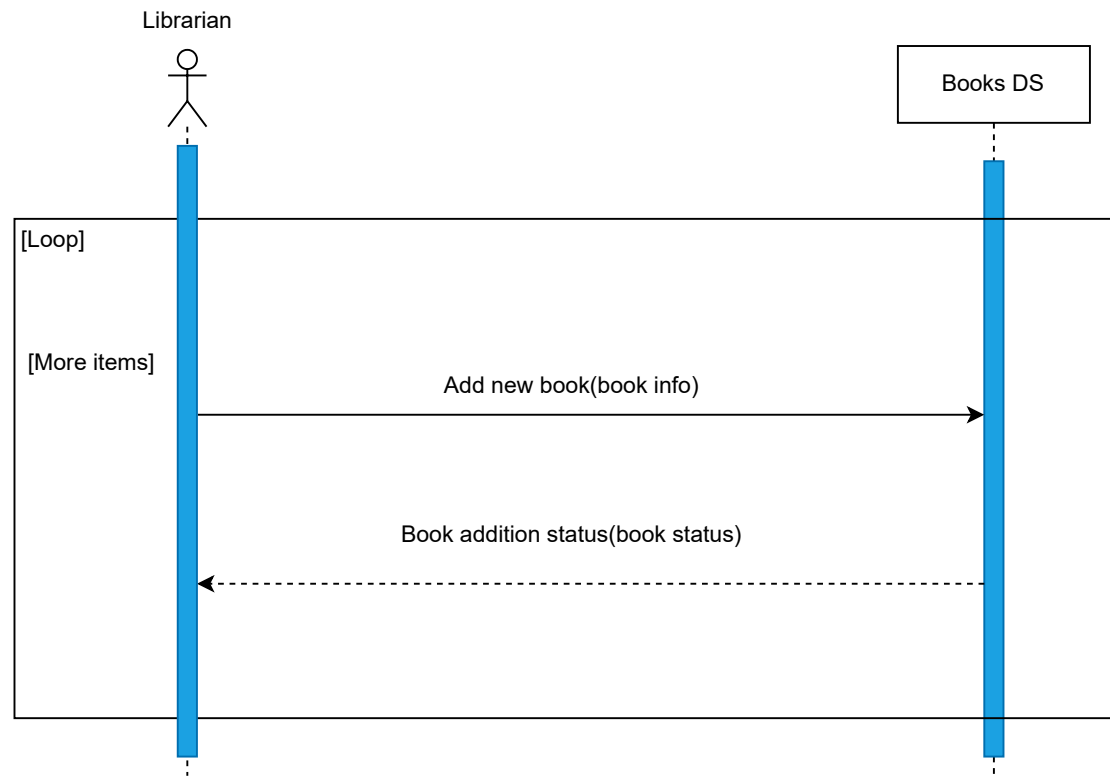 Librarian
Books DS
[Loop]
[More items]
Add new book(book info)
Book addition status(book status)